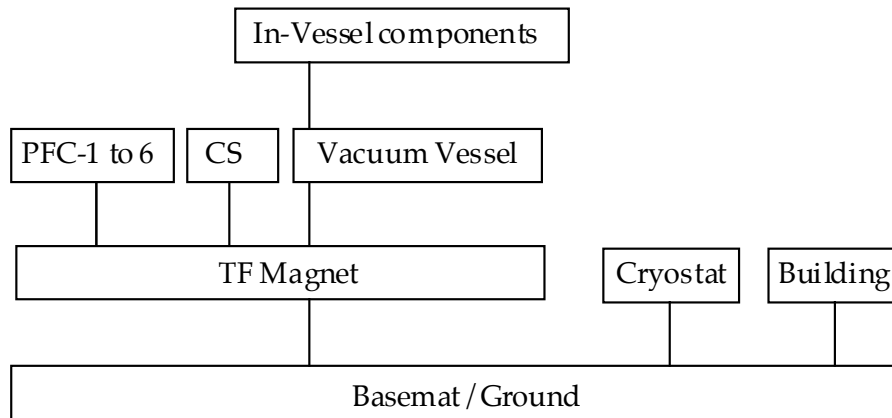 In-Vessel components
PFC-1 to 6
CS
Vacuum Vessel
TF Magnet
Cryostat
Building
Basemat / Ground